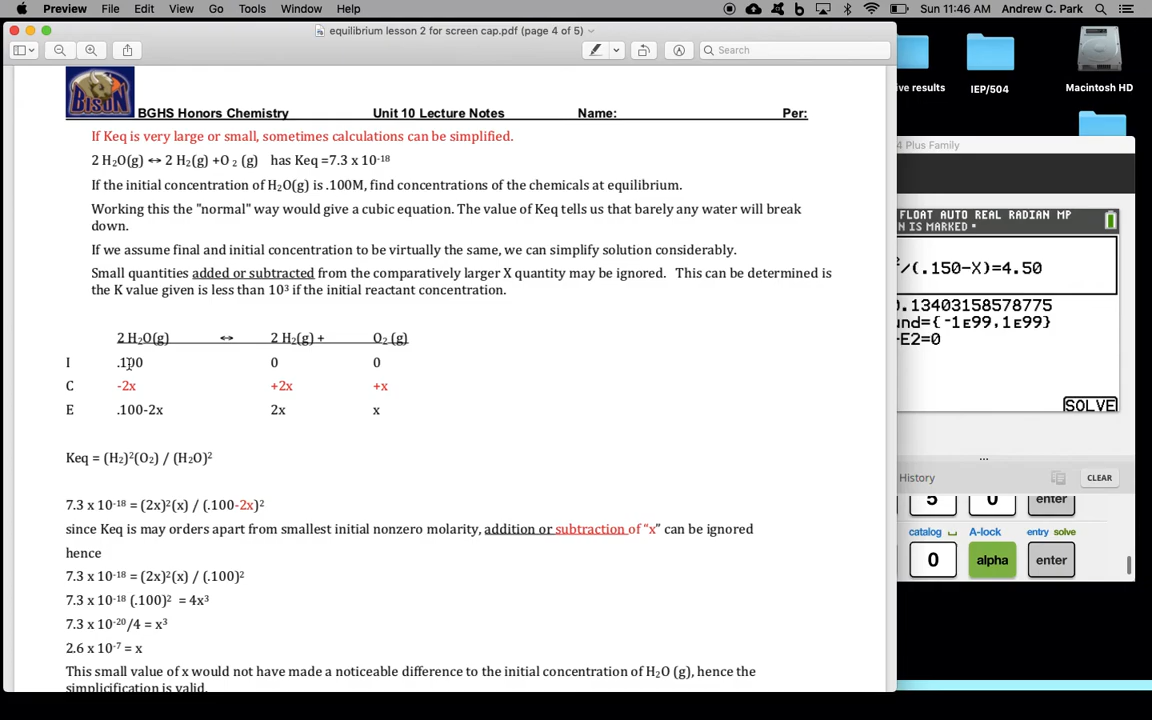 Preview File Edit View Go Tools Window Help Sun 11:46 AM Andrew C. Park
equilibrium lesson 2 for screen cap.pdf (page 4 of 5)
Search
ive results
IEP/504
Macintosh HD
BISON
BGHS Honors Chemistry Unit 10 Lecture Notes Name: Per:
If Keq is very large or small, sometimes calculations can be simplified.
2 H₂O(g) ↔ 2 H₂(g) +O ₂ (g) has Keq =7.3 x 10⁻¹⁸
If the initial concentration of H₂O(g) is .100M, find concentrations of the chemicals at equilibrium.
Working this the "normal" way would give a cubic equation. The value of Keq tells us that barely any water will break
down.
If we assume final and initial concentration to be virtually the same, we can simplify solution considerably.
Small quantities added or subtracted from the comparatively larger X quantity may be ignored. This can be determined is
the K value given is less than 10³ if the initial reactant concentration.
2 H₂O(g) ↔ 2 H₂(g) + O₂ (g)
I .100 0 0
C -2x +2x +x
E .100-2x 2x x
Keq = (H₂)²(O₂) / (H₂O)²
7.3 x 10⁻¹⁸ = (2x)²(x) / (.100-2x)²
since Keq is may orders apart from smallest initial nonzero molarity, addition or subtraction of “x” can be ignored
hence
7.3 x 10⁻¹⁸ = (2x)²(x) / (.100)²
7.3 x 10⁻¹⁸ (.100)² = 4x³
7.3 x 10⁻²⁰/4 = x³
2.6 x 10⁻⁷ = x
This small value of x would not have made a noticeable difference to the initial concentration of H₂O (g), hence the
simplicification is valid.
4 Plus Family
FLOAT AUTO REAL RADIAN MP
N IS MARKED
²/(.150-X)=4.50
0.13403158578775
und={-1ᴇ99,1ᴇ99}
-E2=0
SOLVE
History
CLEAR
5 0 enter
catalog A-lock entry solve
0 alpha enter